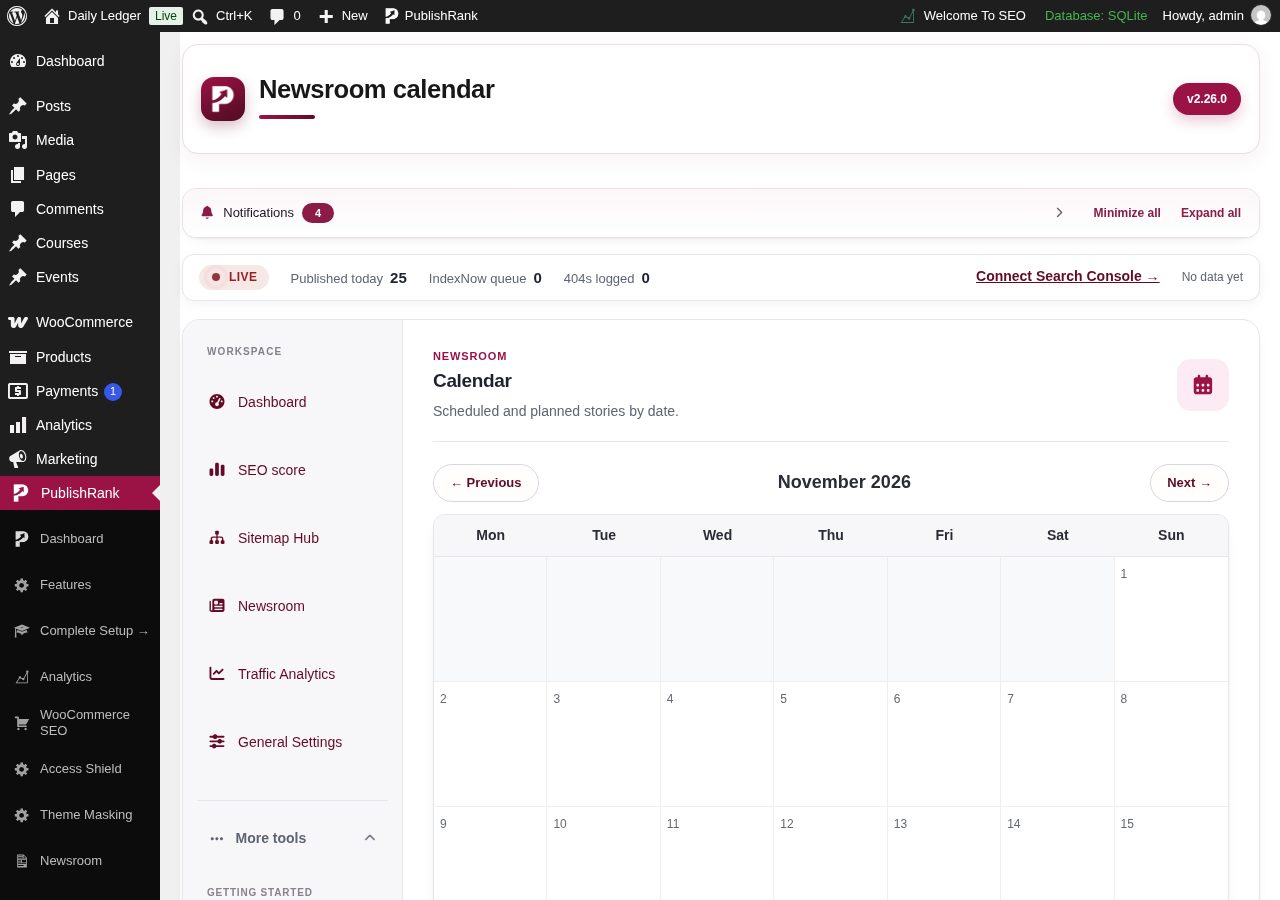 Daily Ledger Live Ctrl+K 0 New PublishRank Welcome To SEO Database: SQLite Howdy, admin
Dashboard
Posts
Media
Pages
Comments
Courses
Events
WooCommerce
Products
Payments 1
Analytics
Marketing
PublishRank
Dashboard
Features
Complete Setup →
Analytics
WooCommerce
SEO
Access Shield
Theme Masking
Newsroom
Newsroom calendar
v2.26.0
Notifications 4 Minimize all Expand all
LIVE Published today 25 IndexNow queue 0 404s logged 0 Connect Search Console → No data yet
WORKSPACE
Dashboard
SEO score
Sitemap Hub
Newsroom
Traffic Analytics
General Settings
More tools
GETTING STARTED
NEWSROOM
Calendar
Scheduled and planned stories by date.
← Previous November 2026 Next →
Mon Tue Wed Thu Fri Sat Sun
1
2 3 4 5 6 7 8
9 10 11 12 13 14 15